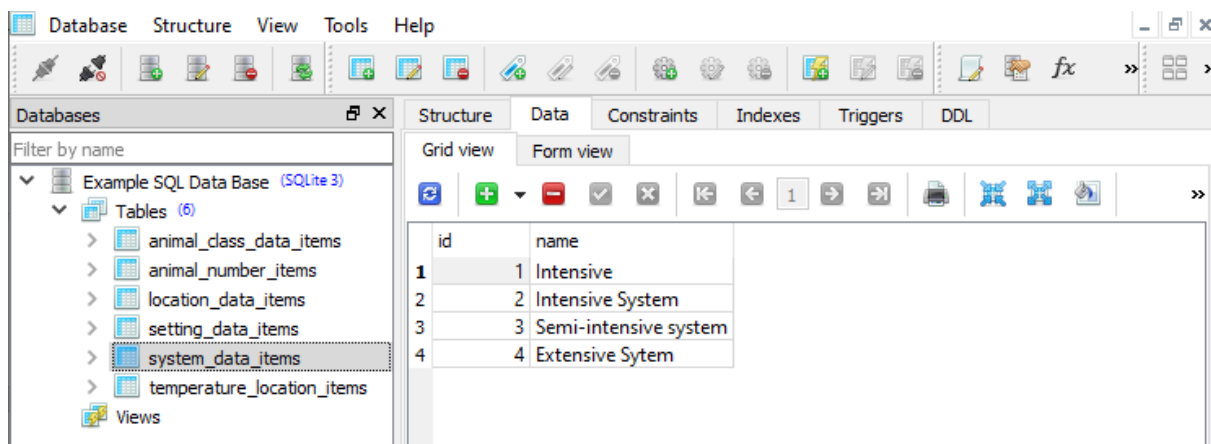 Database Structure View Tools Help
fx » »
Databases
Filter by name
Example SQL Data Base (SQLite 3)
Tables (6)
animal_class_data_items
animal_number_items
location_data_items
setting_data_items
system_data_items
temperature_location_items
Views
Structure Data Constraints Indexes Triggers DDL
Grid view Form view
1 »
id name
1 1 Intensive
2 2 Intensive System
3 3 Semi-intensive system
4 4 Extensive Sytem